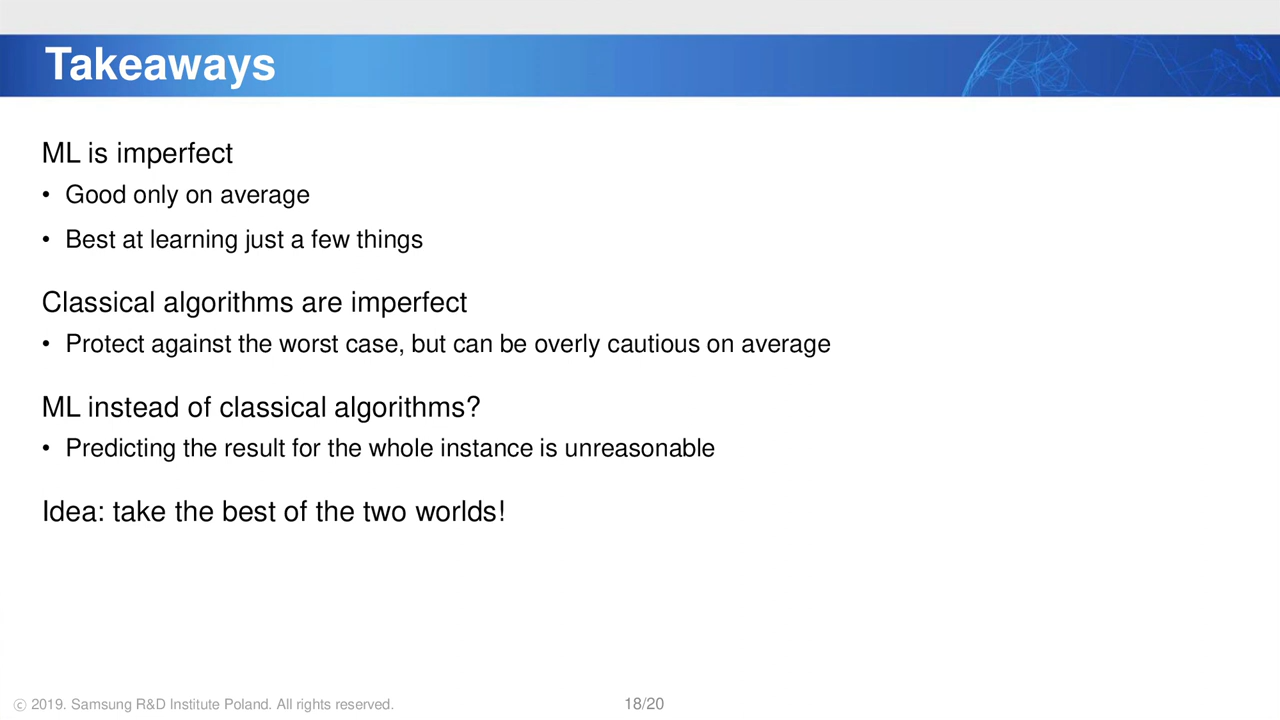 Takeaways
ML is imperfect
• Good only on average
• Best at learning just a few things
Classical algorithms are imperfect
• Protect against the worst case, but can be overly cautious on average
ML instead of classical algorithms?
• Predicting the result for the whole instance is unreasonable
Idea: take the best of the two worlds!
ⓒ 2019. Samsung R&D Institute Poland. All rights reserved.
18/20